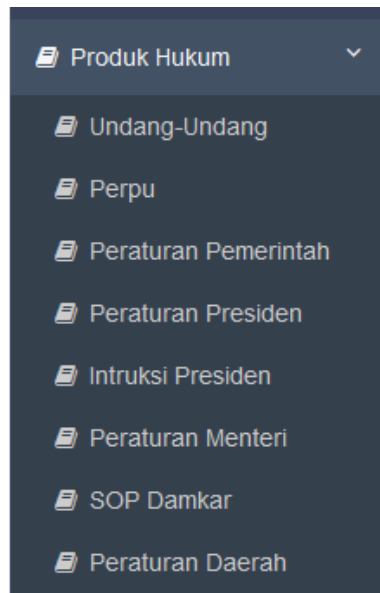 Produk Hukum
Undang-Undang
Perpu
Peraturan Pemerintah
Peraturan Presiden
Intruksi Presiden
Peraturan Menteri
SOP Damkar
Peraturan Daerah